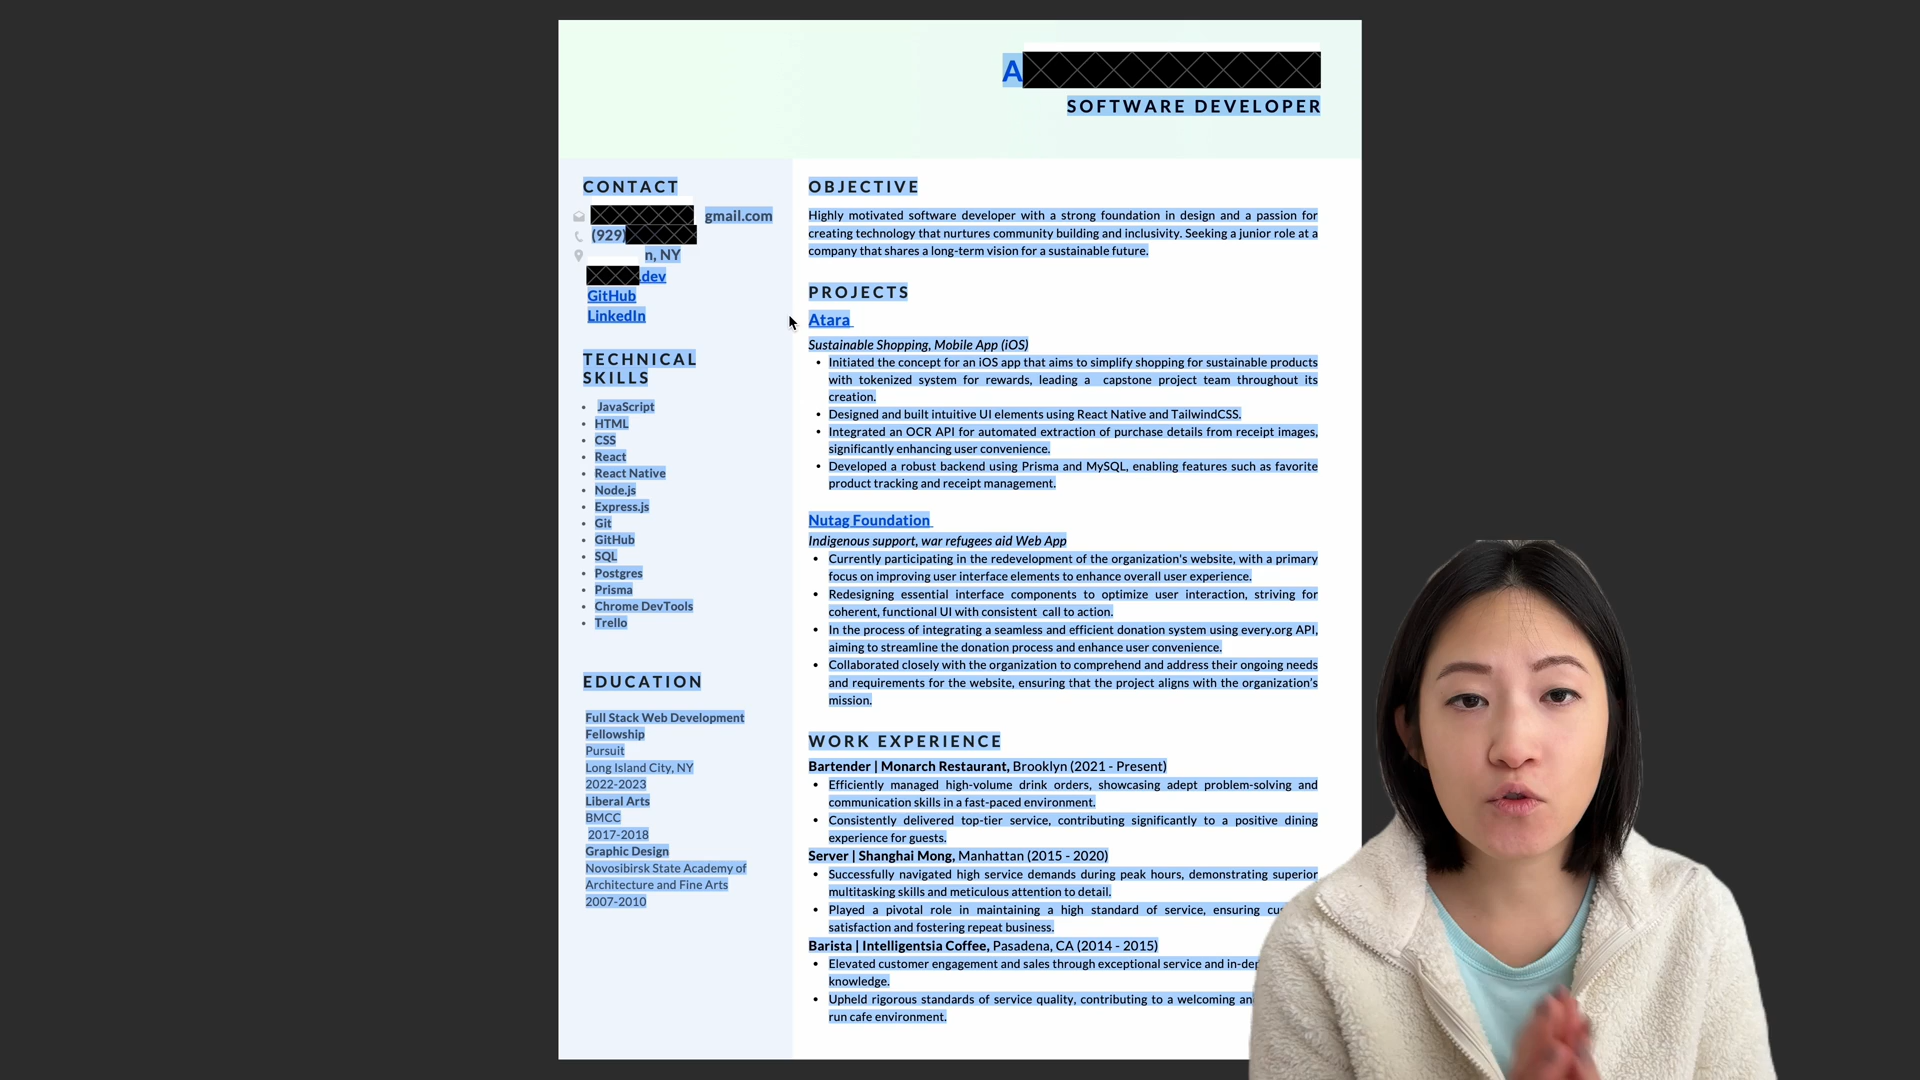 A
SOFTWARE DEVELOPER
CONTACT
gmail.com
(929)
n, NY
.dev
GitHub
LinkedIn
TECHNICAL
SKILLS
• JavaScript
• HTML
• CSS
• React
• React Native
• Node.js
• Express.js
• Git
• GitHub
• SQL
• Postgres
• Prisma
• Chrome DevTools
• Trello
EDUCATION
Full Stack Web Development
Fellowship
Pursuit
Long Island City, NY
2022-2023
Liberal Arts
BMCC
2017-2018
Graphic Design
Novosibirsk State Academy of
Architecture and Fine Arts
2007-2010
OBJECTIVE
Highly motivated software developer with a strong foundation in design and a passion for
creating technology that nurtures community building and inclusivity. Seeking a junior role at a
company that shares a long-term vision for a sustainable future.
PROJECTS
Atara
Sustainable Shopping, Mobile App (iOS)
• Initiated the concept for an iOS app that aims to simplify shopping for sustainable products
with tokenized system for rewards, leading a capstone project team throughout its
creation.
• Designed and built intuitive UI elements using React Native and TailwindCSS.
• Integrated an OCR API for automated extraction of purchase details from receipt images,
significantly enhancing user convenience.
• Developed a robust backend using Prisma and MySQL, enabling features such as favorite
product tracking and receipt management.
Nutag Foundation
Indigenous support, war refugees aid Web App
• Currently participating in the redevelopment of the organization's website, with a primary
focus on improving user interface elements to enhance overall user experience.
• Redesigning essential interface components to optimize user interaction, striving for
coherent, functional UI with consistent call to action.
• In the process of integrating a seamless and efficient donation system using every.org API,
aiming to streamline the donation process and enhance user convenience.
• Collaborated closely with the organization to comprehend and address their ongoing needs
and requirements for the website, ensuring that the project aligns with the organization's
mission.
WORK EXPERIENCE
Bartender | Monarch Restaurant, Brooklyn (2021 - Present)
• Efficiently managed high-volume drink orders, showcasing adept problem-solving and
communication skills in a fast-paced environment.
• Consistently delivered top-tier service, contributing significantly to a positive dining
experience for guests.
Server | Shanghai Mong, Manhattan (2015 - 2020)
• Successfully navigated high service demands during peak hours, demonstrating superior
multitasking skills and meticulous attention to detail.
• Played a pivotal role in maintaining a high standard of service, ensuring
satisfaction and fostering repeat business.
Barista | Intelligentsia Coffee, Pasadena, CA (2014 - 2015)
• Elevated customer engagement and sales through exceptional service and
knowledge.
• Upheld rigorous standards of service quality, contributing to a welcoming
run cafe environment.